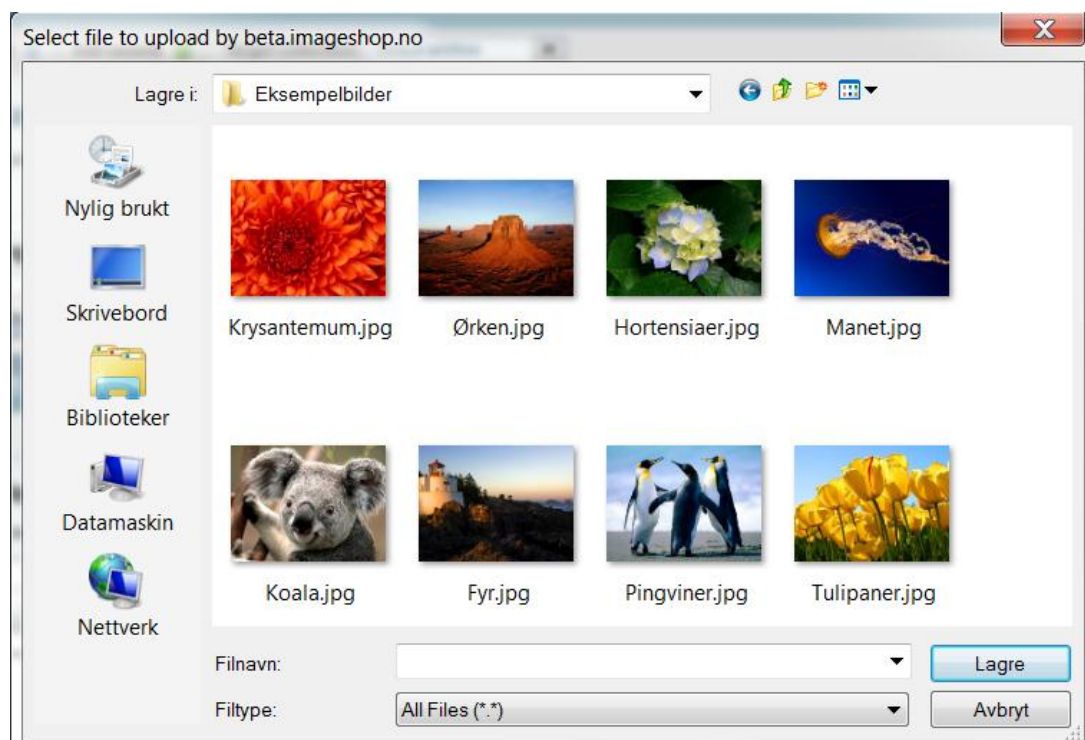 Select file to upload by beta.imageshop.no
Lagre i:
Eksempelbilder
Nylig brukt
Skrivebord
Biblioteker
Datamaskin
Nettverk
Krysantemum.jpg
Ørken.jpg
Hortensiaer.jpg
Manet.jpg
Koala.jpg
Fyr.jpg
Pingviner.jpg
Tulipaner.jpg
Filnavn:
Lagre
Filtype:
All Files (*.*)
Avbryt